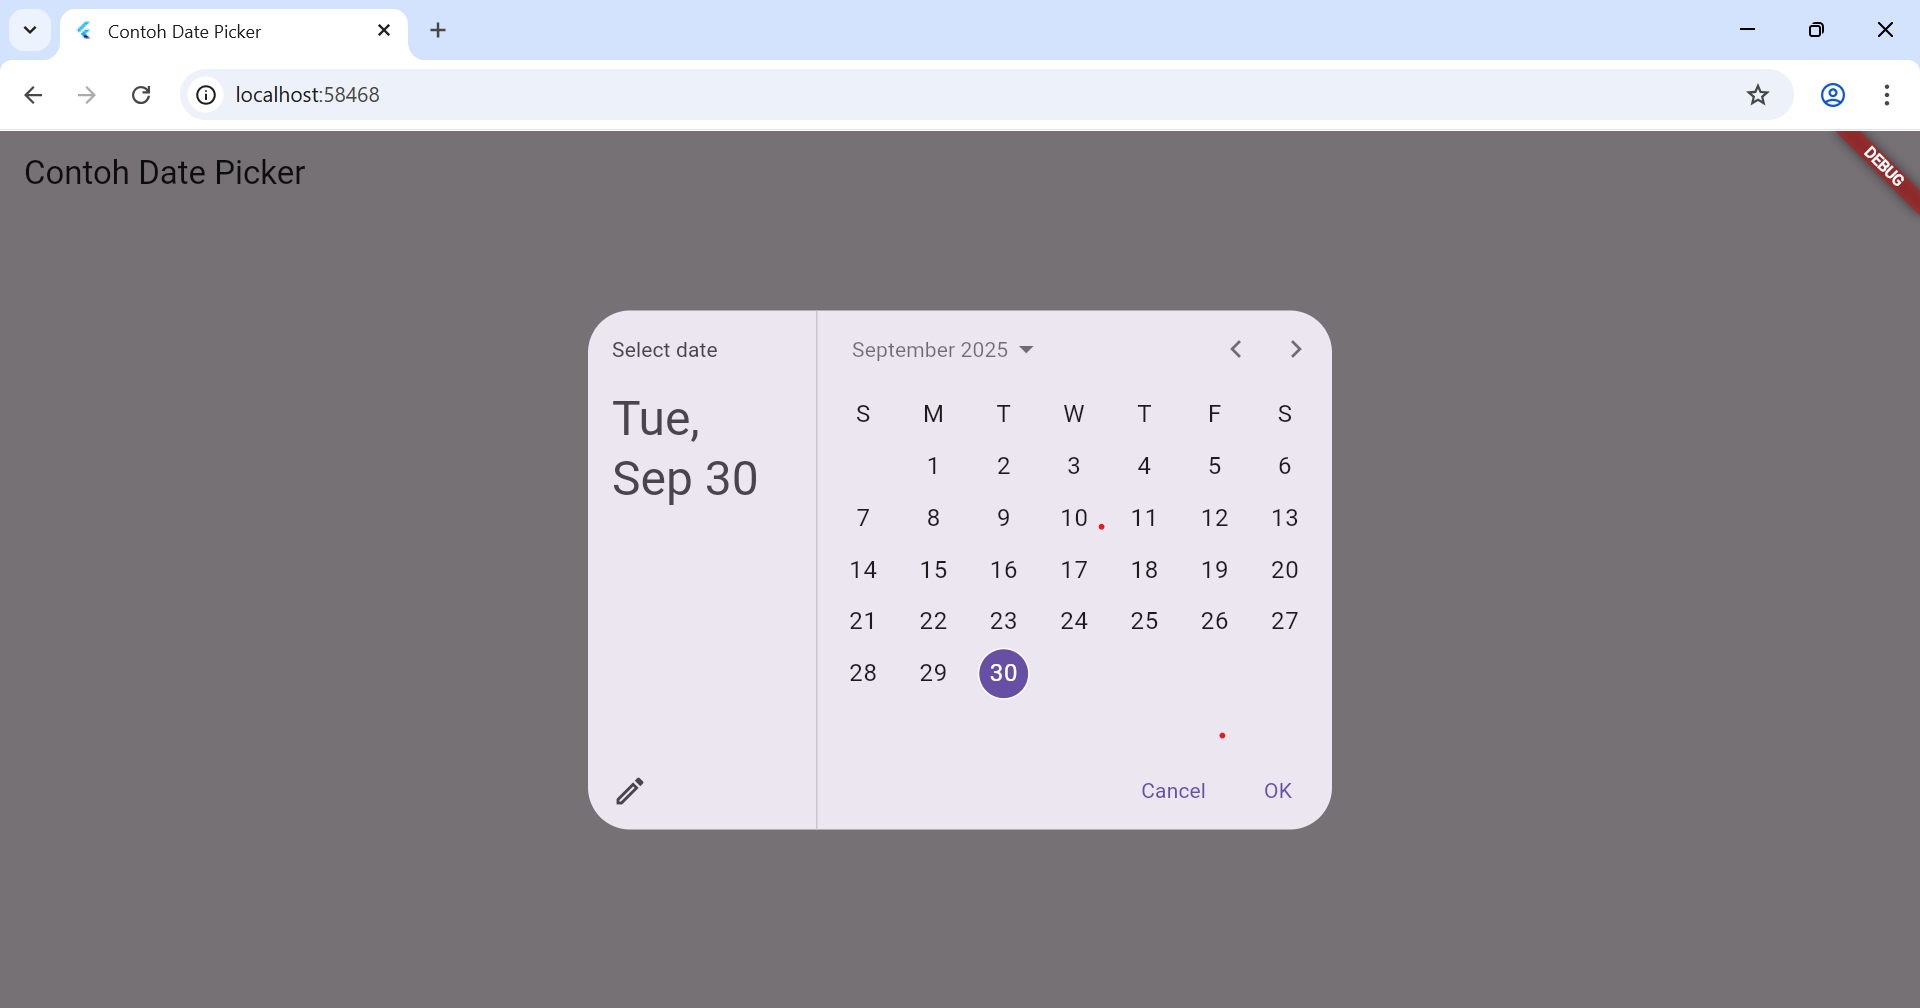 Contoh Date Picker
localhost:58468
Contoh Date Picker
DEBUG
Select date
Tue,
Sep 30
September 2025
S M T W T F S
1 2 3 4 5 6
7 8 9 10 11 12 13
14 15 16 17 18 19 20
21 22 23 24 25 26 27
28 29 30
Cancel OK